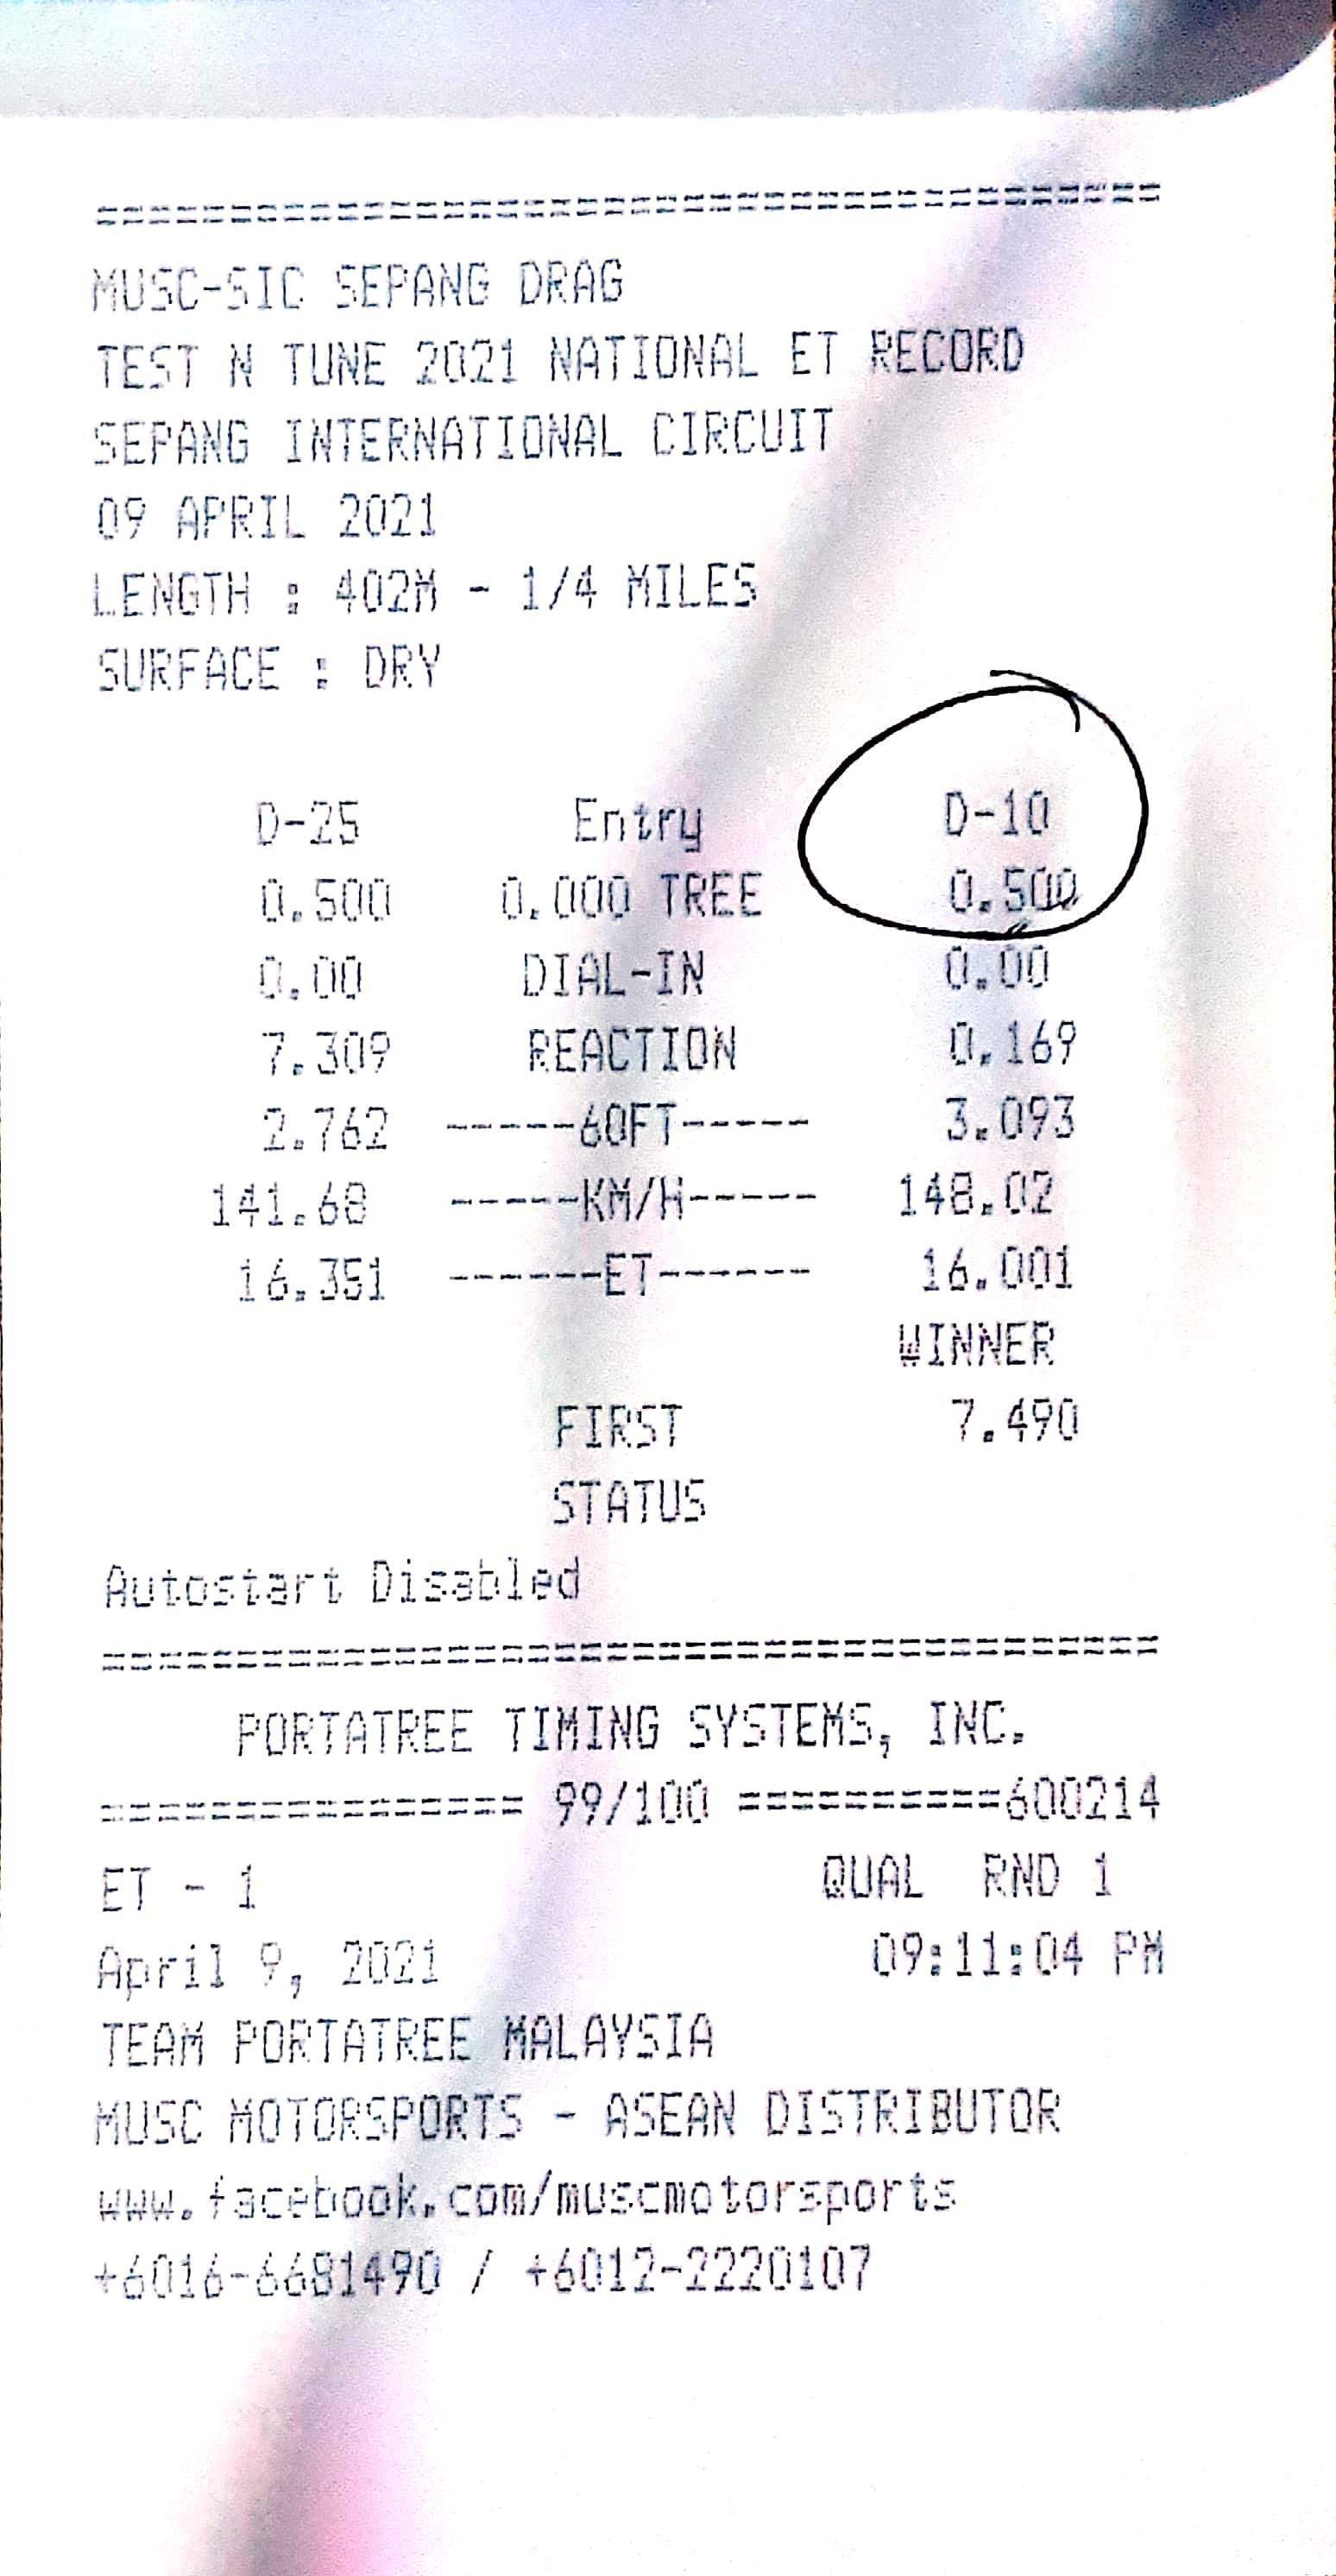 ========================================
MUSC-SIC SEPANG DRAG
TEST N TUNE 2021 NATIONAL ET RECORD
SEPANG INTERNATIONAL CIRCUIT
09 APRIL 2021
LENGTH : 402M - 1/4 MILES
SURFACE : DRY
D-25 Entry D-10
0.500 0.000 TREE 0.500
0.00 DIAL-IN 0.00
7.309 REACTION 0.169
2.762 -----60FT----- 3.093
141.68 -----KM/H----- 148.02
16.351 ------ET------ 16.001
WINNER
FIRST 7.490
STATUS
Autostart Disabled
========================================
PORTATREE TIMING SYSTEMS, INC.
================ 99/100 ==========600214
ET - 1 QUAL RND 1
April 9, 2021 09:11:04 PM
TEAM PORTATREE MALAYSIA
MUSC MOTORSPORTS - ASEAN DISTRIBUTOR
www.facebook.com/muscmotorsports
+6016-6681490 / +6012-2220107